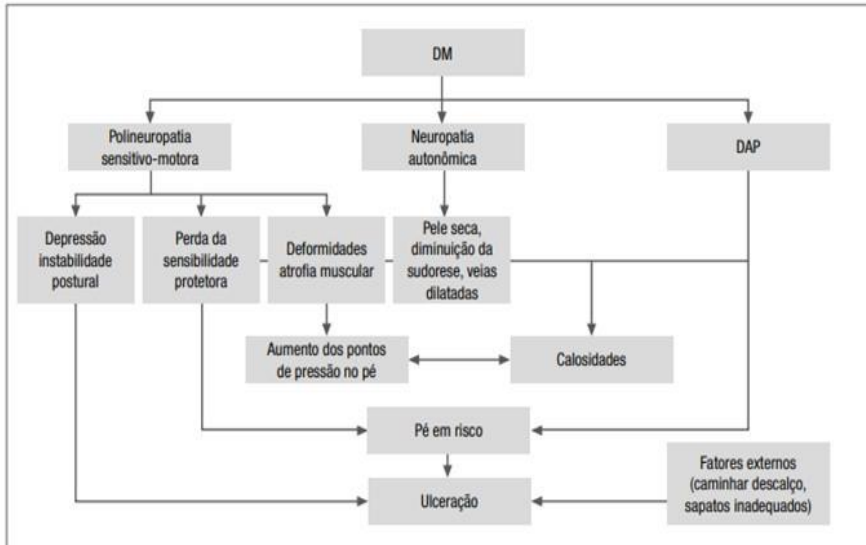 DM
Polineuropatia
sensitivo-motora
Neuropatia
autonômica
DAP
Depressão
instabilidade
postural
Perda da
sensibilidade
protetora
Deformidades
atrofia muscular
Pele seca,
diminuição da
sudorese, veias
dilatadas
Aumento dos pontos
de pressão no pé
Calosidades
Pé em risco
Fatores externos
(caminhar descalço,
sapatos inadequados)
Ulceração